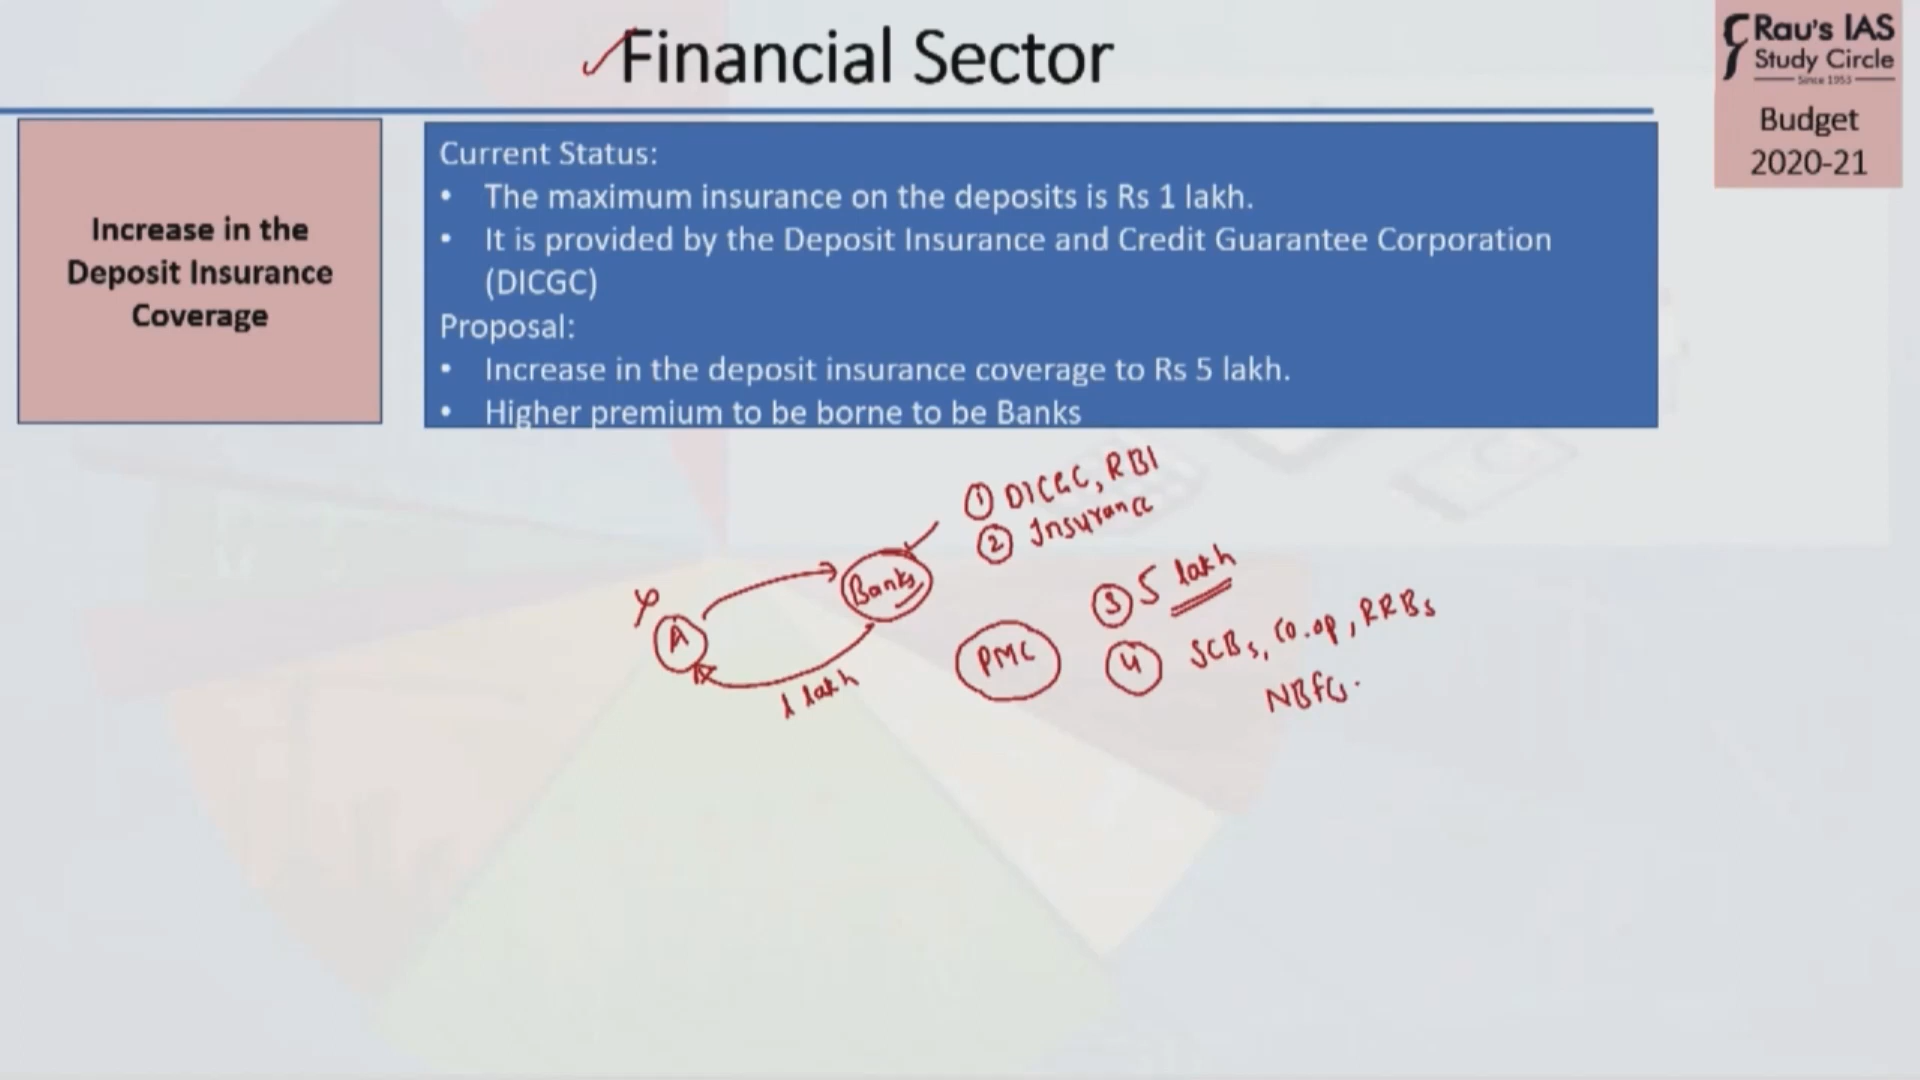 Financial Sector
Rau's IAS
Study Circle
Since 1953
Budget
2020-21
Increase in the
Deposit Insurance
Coverage
Current Status:
• The maximum insurance on the deposits is Rs 1 lakh.
• It is provided by the Deposit Insurance and Credit Guarantee Corporation
(DICGC)
Proposal:
• Increase in the deposit insurance coverage to Rs 5 lakh.
• Higher premium to be borne to be Banks
① DICGC, RBI
② Insurance
Banks
A
1 lakh
PMC
③ 5 lakh
④ SCBs, Co.op, RRBs
NBFC.